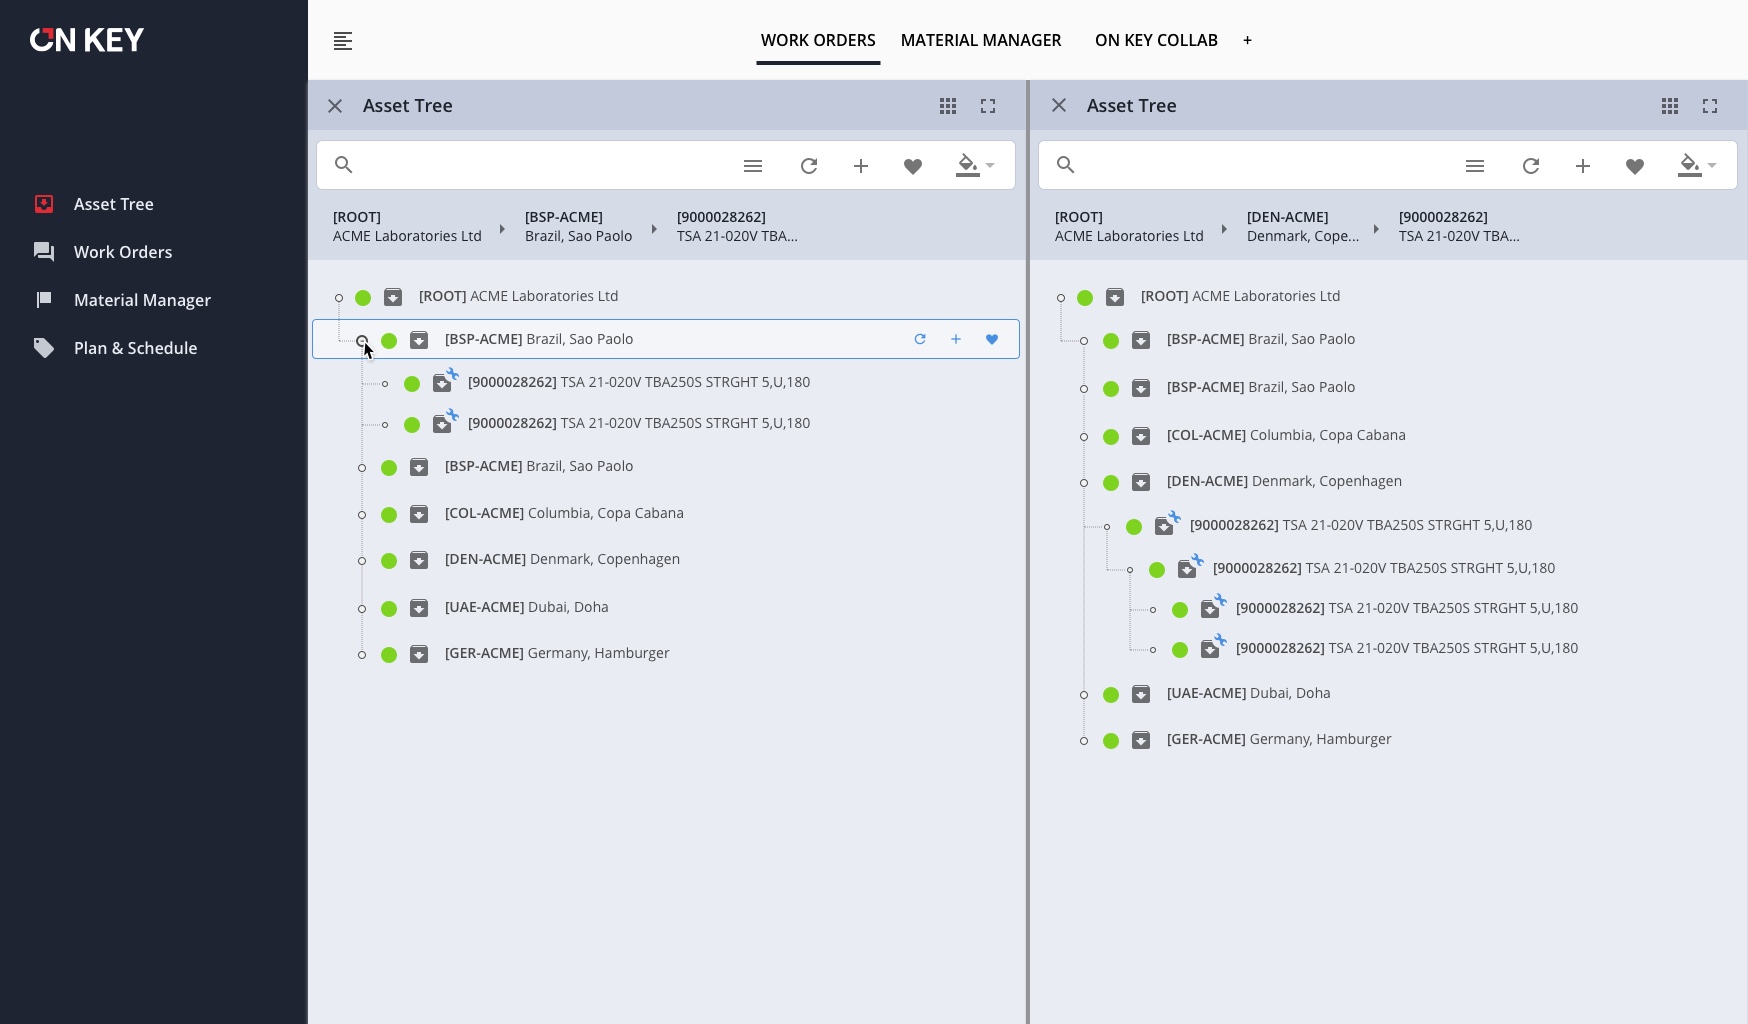 ON KEY
WORK ORDERS
MATERIAL MANAGER
ON KEY COLLAB
+
Asset Tree
Work Orders
Material Manager
Plan & Schedule
Asset Tree
[ROOT]
ACME Laboratories Ltd
[BSP-ACME]
Brazil, Sao Paolo
[9000028262]
TSA 21-020V TBA...
[ROOT] ACME Laboratories Ltd
[BSP-ACME] Brazil, Sao Paolo
[9000028262] TSA 21-020V TBA250S STRGHT 5,U,180
[9000028262] TSA 21-020V TBA250S STRGHT 5,U,180
[BSP-ACME] Brazil, Sao Paolo
[COL-ACME] Columbia, Copa Cabana
[DEN-ACME] Denmark, Copenhagen
[UAE-ACME] Dubai, Doha
[GER-ACME] Germany, Hamburger
Asset Tree
[ROOT]
ACME Laboratories Ltd
[DEN-ACME]
Denmark, Cope...
[9000028262]
TSA 21-020V TBA...
[ROOT] ACME Laboratories Ltd
[BSP-ACME] Brazil, Sao Paolo
[BSP-ACME] Brazil, Sao Paolo
[COL-ACME] Columbia, Copa Cabana
[DEN-ACME] Denmark, Copenhagen
[9000028262] TSA 21-020V TBA250S STRGHT 5,U,180
[9000028262] TSA 21-020V TBA250S STRGHT 5,U,180
[9000028262] TSA 21-020V TBA250S STRGHT 5,U,180
[9000028262] TSA 21-020V TBA250S STRGHT 5,U,180
[UAE-ACME] Dubai, Doha
[GER-ACME] Germany, Hamburger